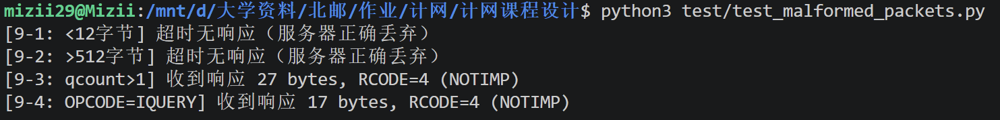 mizii29@Mizii:/mnt/d/大学资料/北邮/作业/计网/计网课程设计$ python3 test/test_malformed_packets.py
[9-1: <12字节] 超时无响应（服务器正确丢弃）
[9-2: >512字节] 超时无响应（服务器正确丢弃）
[9-3: qcount>1] 收到响应 27 bytes, RCODE=4 (NOTIMP)
[9-4: OPCODE=IQUERY] 收到响应 17 bytes, RCODE=4 (NOTIMP)